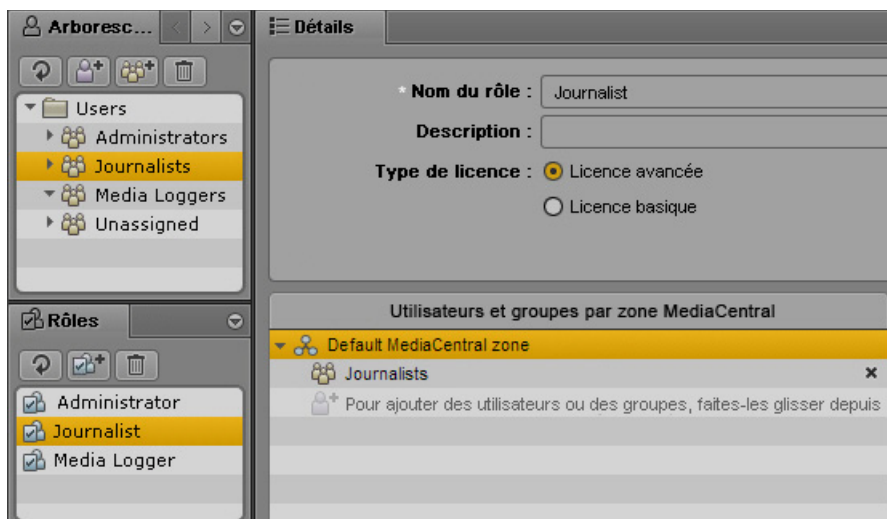 Arboresc...
Users
Administrators
Journalists
Media Loggers
Unassigned
Rôles
Administrator
Journalist
Media Logger
Détails
* Nom du rôle : Journalist
Description :
Type de licence : Licence avancée
Licence basique
Utilisateurs et groupes par zone MediaCentral
Default MediaCentral zone
Journalists
Pour ajouter des utilisateurs ou des groupes, faites-les glisser depuis